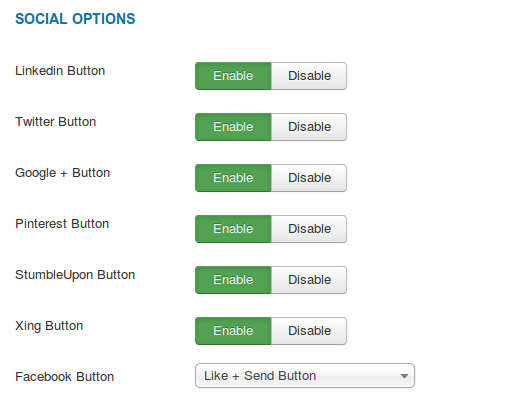 SOCIAL OPTIONS
Linkedin Button Enable Disable
Twitter Button Enable Disable
Google + Button Enable Disable
Pinterest Button Enable Disable
StumbleUpon Button Enable Disable
Xing Button Enable Disable
Facebook Button Like + Send Button